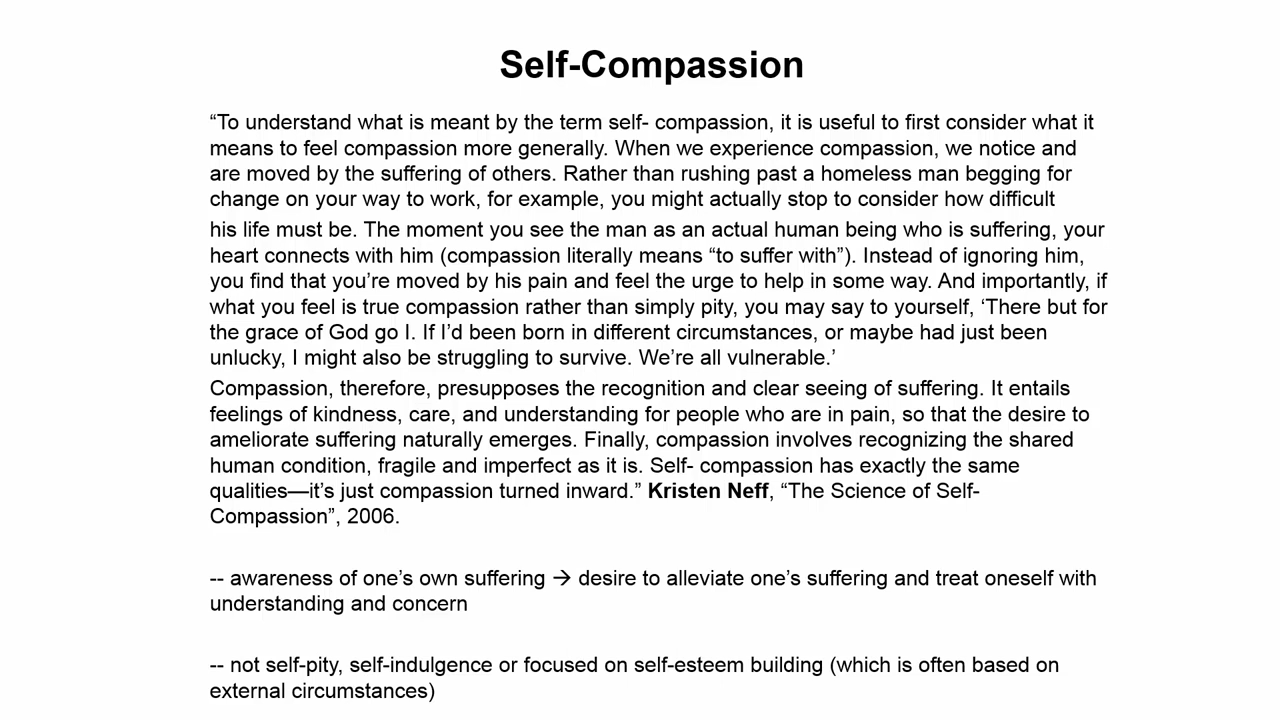 Self-Compassion
“To understand what is meant by the term self- compassion, it is useful to first consider what it
means to feel compassion more generally. When we experience compassion, we notice and
are moved by the suffering of others. Rather than rushing past a homeless man begging for
change on your way to work, for example, you might actually stop to consider how difficult
his life must be. The moment you see the man as an actual human being who is suffering, your
heart connects with him (compassion literally means “to suffer with”). Instead of ignoring him,
you find that you’re moved by his pain and feel the urge to help in some way. And importantly, if
what you feel is true compassion rather than simply pity, you may say to yourself, ‘There but for
the grace of God go I. If I’d been born in different circumstances, or maybe had just been
unlucky, I might also be struggling to survive. We’re all vulnerable.’
Compassion, therefore, presupposes the recognition and clear seeing of suffering. It entails
feelings of kindness, care, and understanding for people who are in pain, so that the desire to
ameliorate suffering naturally emerges. Finally, compassion involves recognizing the shared
human condition, fragile and imperfect as it is. Self- compassion has exactly the same
qualities—it’s just compassion turned inward.” Kristen Neff, “The Science of Self-
Compassion”, 2006.
-- awareness of one’s own suffering → desire to alleviate one’s suffering and treat oneself with
understanding and concern
-- not self-pity, self-indulgence or focused on self-esteem building (which is often based on
external circumstances)